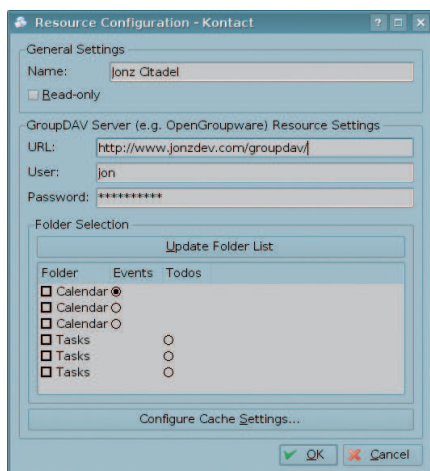 Resource Configuration - Kontact
General Settings
Name: Jonz Citadel
Read-only
GroupDAV Server (e.g. OpenGroupware) Resource Settings
URL: http://www.jonzdev.com/groupdav/
User: jon
Password: **********
Folder Selection
Update Folder List
Folder Events Todos
Calendar
Calendar
Calendar
Tasks
Tasks
Tasks
Configure Cache Settings...
OK Cancel